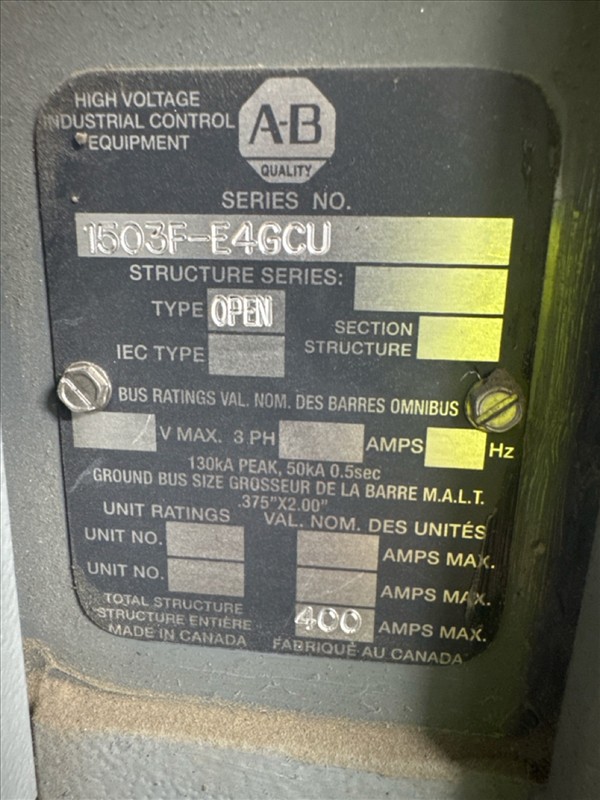 HIGH VOLTAGE
INDUSTRIAL CONTROL
EQUIPMENT
A-B
QUALITY
SERIES NO.
1503F-E4GCU
STRUCTURE SERIES:
TYPE OPEN
SECTION
STRUCTURE
IEC TYPE
BUS RATINGS VAL. NOM. DES BARRES OMNIBUS
V MAX. 3 PH AMPS Hz
130kA PEAK, 50kA 0.5sec
GROUND BUS SIZE GROSSEUR DE LA BARRE M.A.L.T.
.375"X2.00"
UNIT RATINGS VAL. NOM. DES UNITÉS
UNIT NO. AMPS MAX.
UNIT NO. AMPS MAX.
TOTAL STRUCTURE
STRUCTURE ENTIÈRE 400 AMPS MAX.
MADE IN CANADA FABRIQUÉ AU CANADA